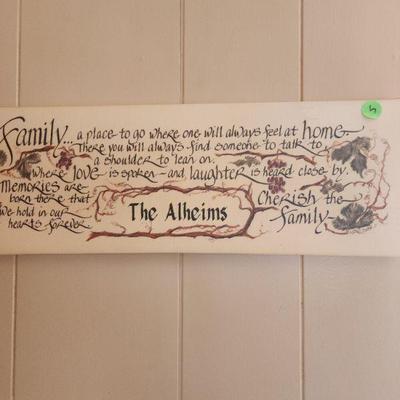 Family... a place to go where one will always feel at home.
There you will always find someone to talk to,
a shoulder to lean on.
Where love is spoken - and laughter is heard close by.
Memories are
born there that
we hold in our
hearts forever.
The Alheims
Cherish the
family